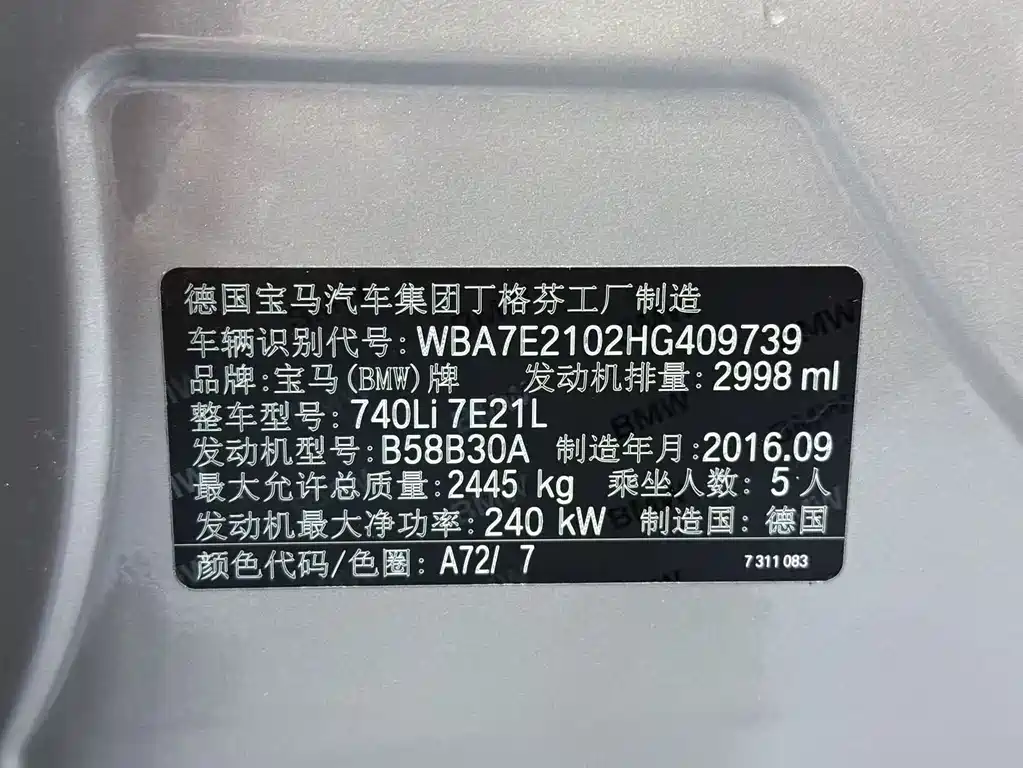 德国宝马汽车集团丁格芬工厂制造
车辆识别代号: WBA7E2102HG409739
品牌: 宝马(BMW)牌 发动机排量: 2998 ml
整车型号: 740Li 7E21L
发动机型号: B58B30A 制造年月: 2016.09
最大允许总质量: 2445 kg 乘坐人数: 5 人
发动机最大净功率: 240 kW 制造国: 德国
颜色代码/色圈: A72/ 7 7 311 083